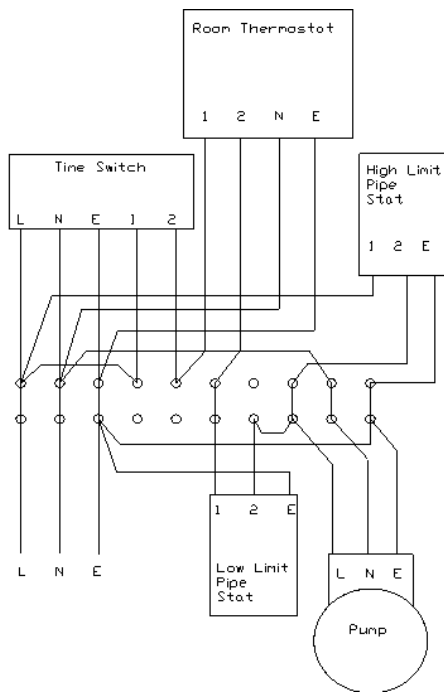 Room Thermostat
1 2 N E
Time Switch
L N E 1 2
High Limit
Pipe
Stat
1 2 E
1 2 E
Low Limit
Pipe
Stat
L N E
L N E
Pump